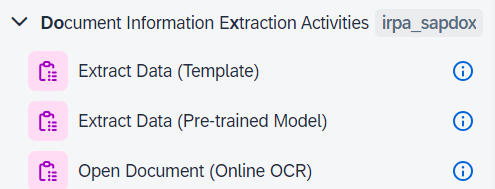 Document Information Extraction Activities irpa_sapdox
Extract Data (Template)
Extract Data (Pre-trained Model)
Open Document (Online OCR)